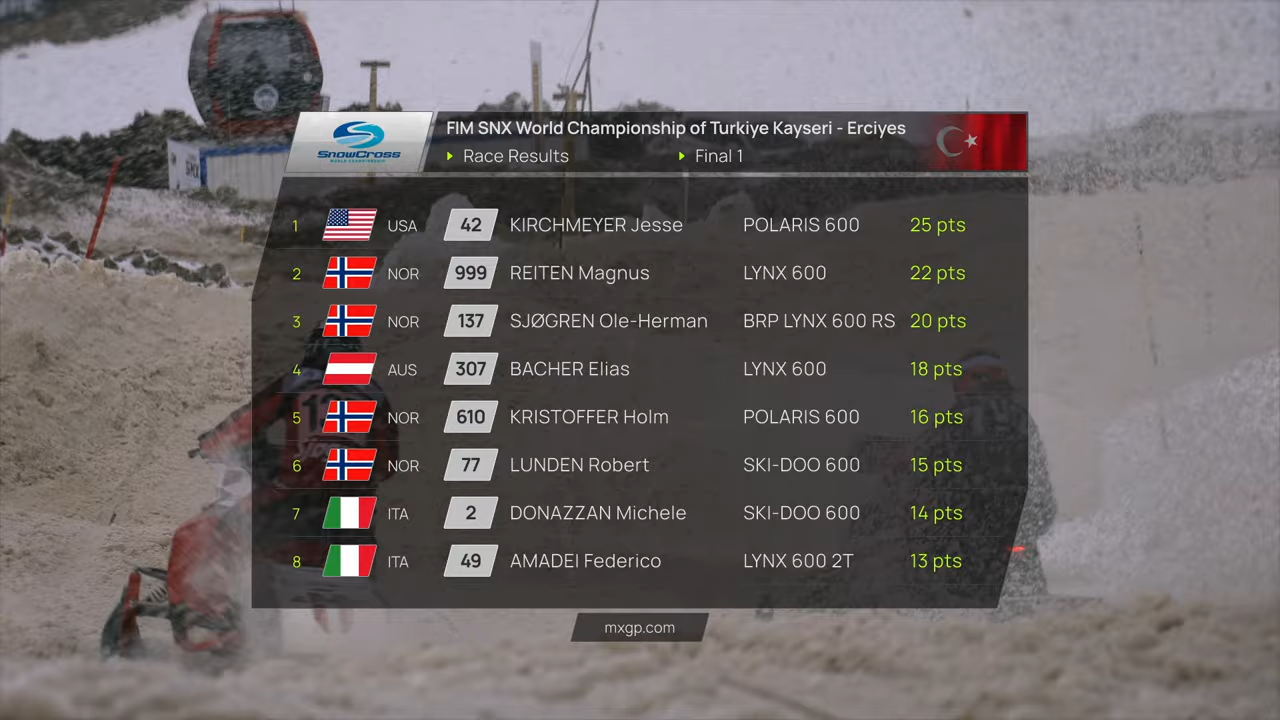 SNOWCROSS
WORLD CHAMPIONSHIP
FIM SNX World Championship of Turkiye Kayseri - Erciyes
Race Results Final 1
1 USA 42 KIRCHMEYER Jesse POLARIS 600 25 pts
2 NOR 999 REITEN Magnus LYNX 600 22 pts
3 NOR 137 SJØGREN Ole-Herman BRP LYNX 600 RS 20 pts
4 AUS 307 BACHER Elias LYNX 600 18 pts
5 NOR 610 KRISTOFFER Holm POLARIS 600 16 pts
6 NOR 77 LUNDEN Robert SKI-DOO 600 15 pts
7 ITA 2 DONAZZAN Michele SKI-DOO 600 14 pts
8 ITA 49 AMADEI Federico LYNX 600 2T 13 pts
mxgp.com